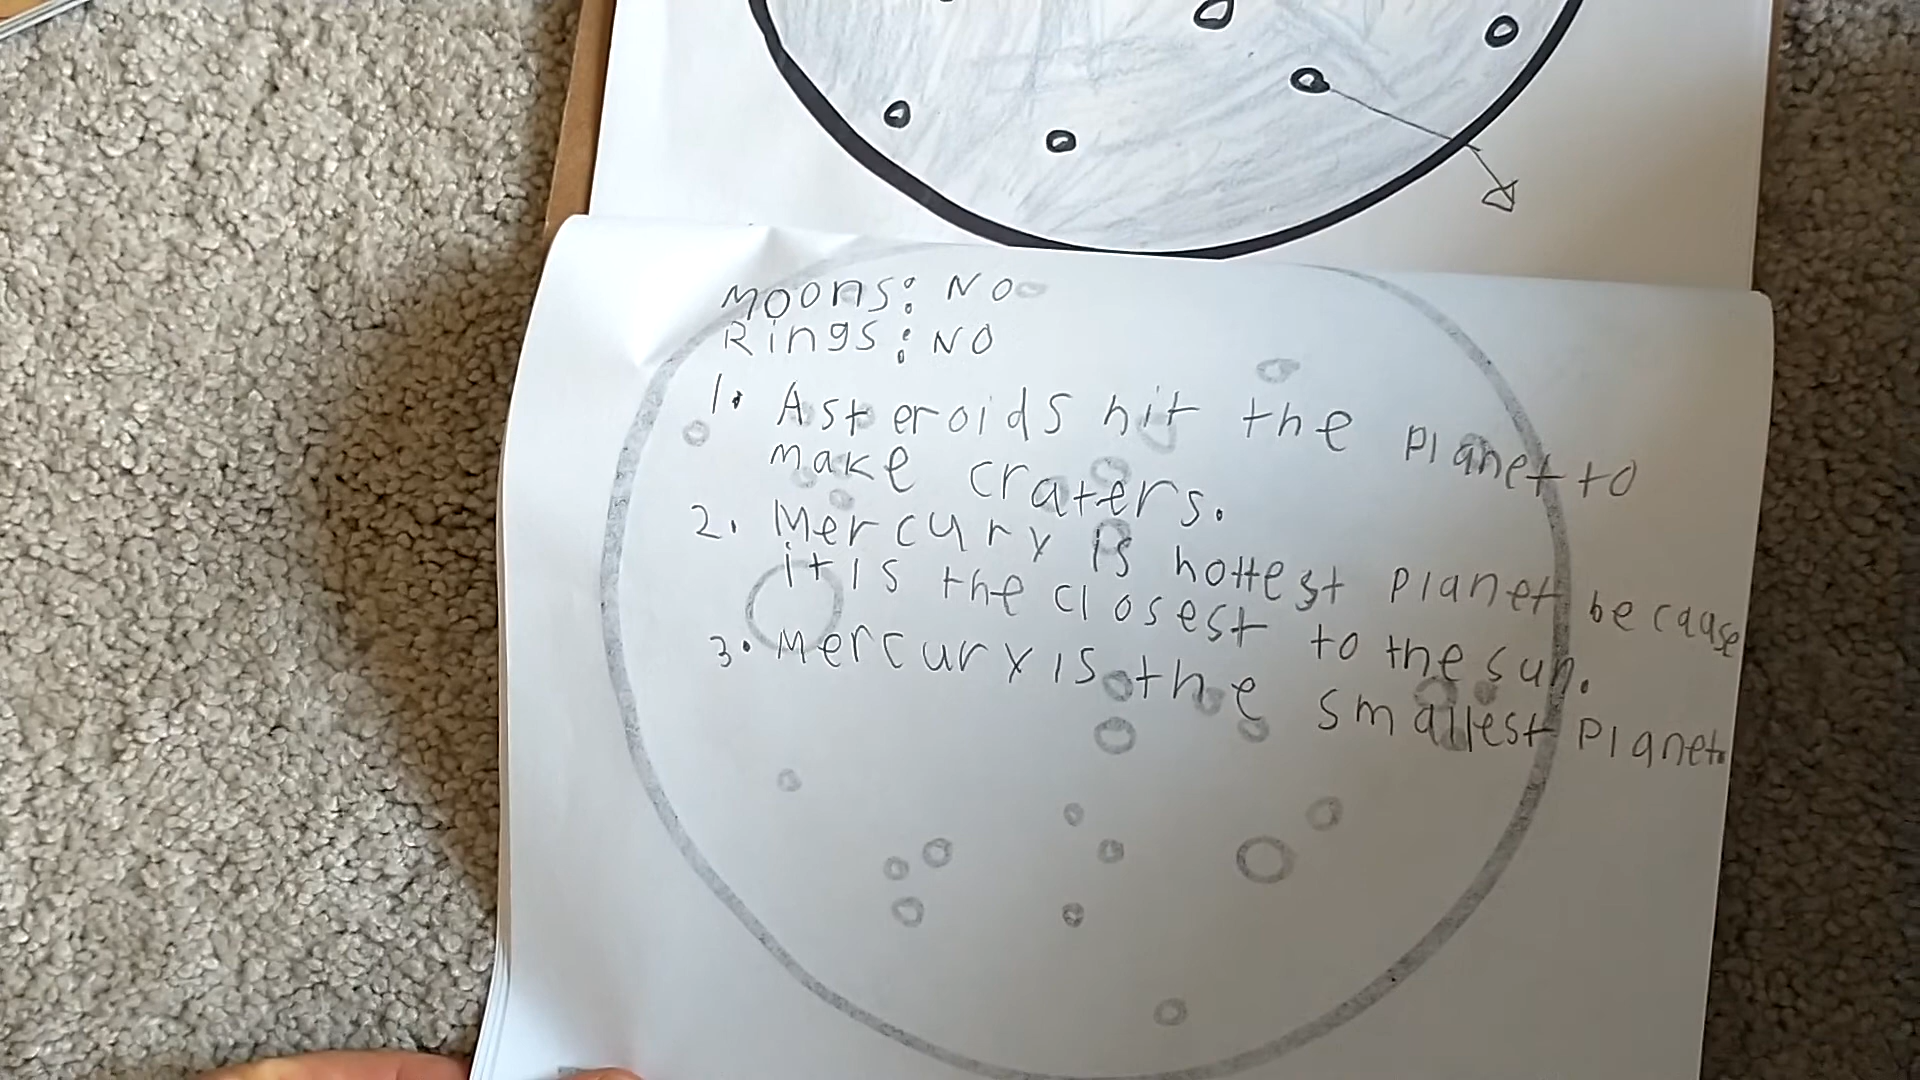 Moons: No
Rings: No
1. Asteroids hit the planet to
make craters.
2. Mercury is hottest planet because
it is the closest to the sun.
3. Mercury is the smallest planet.